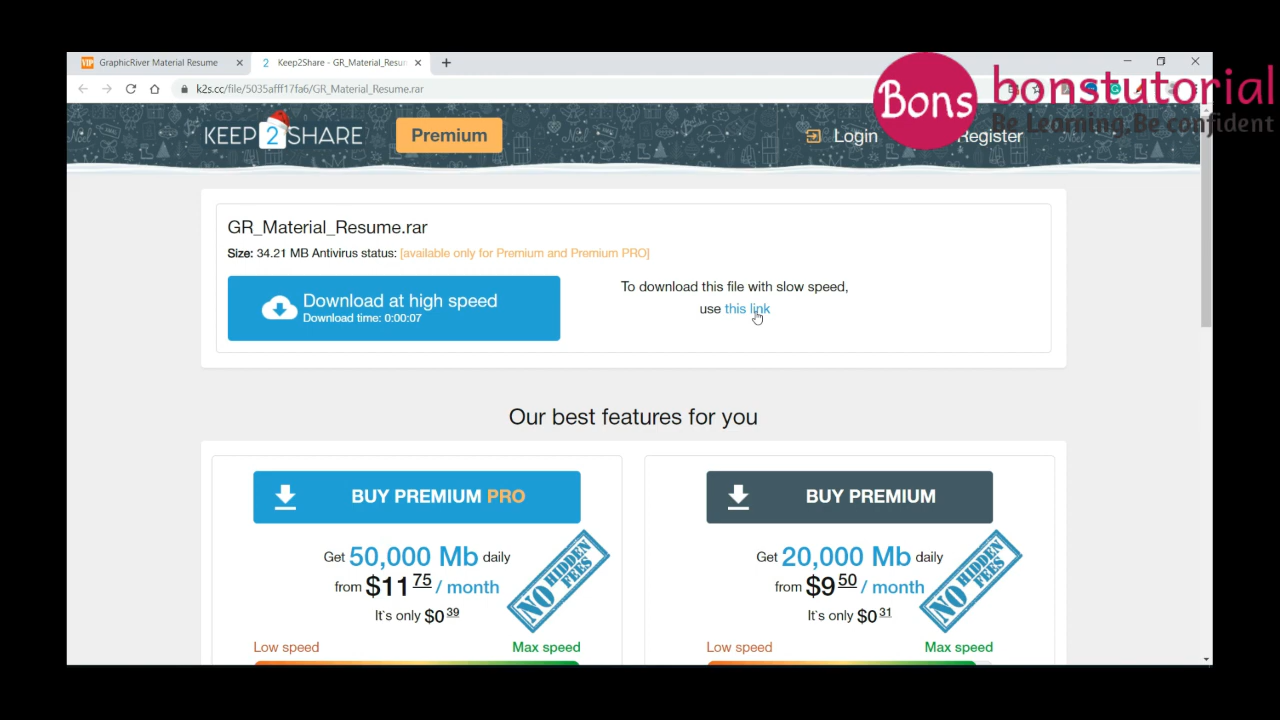 GraphicRiver Material Resume
Keep2Share - GR_Material_Resum
k2s.cc/file/5035afff17fa6/GR_Material_Resume.rar
Bons
bonstutorial
Be Learning,Be confident
KEEP2SHARE
Premium
Login
Register
GR_Material_Resume.rar
Size: 34.21 MB Antivirus status: [available only for Premium and Premium PRO]
Download at high speed
Download time: 0:00:07
To download this file with slow speed,
use this link
Our best features for you
BUY PREMIUM PRO
Get 50,000 Mb daily
from $11 75 / month
It`s only $0 39
NO HIDDEN FEES
Low speed
Max speed
BUY PREMIUM
Get 20,000 Mb daily
from $9 50 / month
It`s only $0 31
NO HIDDEN FEES
Low speed
Max speed